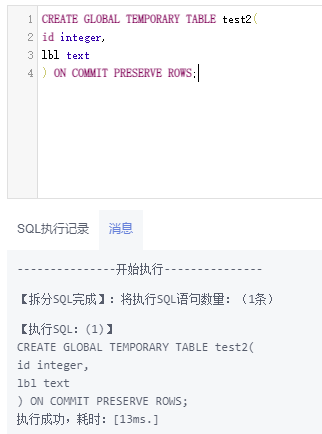 1 CREATE GLOBAL TEMPORARY TABLE test2(
2 id integer,
3 lbl text
4 ) ON COMMIT PRESERVE ROWS;
SQL执行记录 消息
---------------开始执行---------------
【拆分SQL完成】：将执行SQL语句数量：（1条）
【执行SQL：(1)】
CREATE GLOBAL TEMPORARY TABLE test2(
id integer,
lbl text
) ON COMMIT PRESERVE ROWS;
执行成功，耗时：[13ms.]